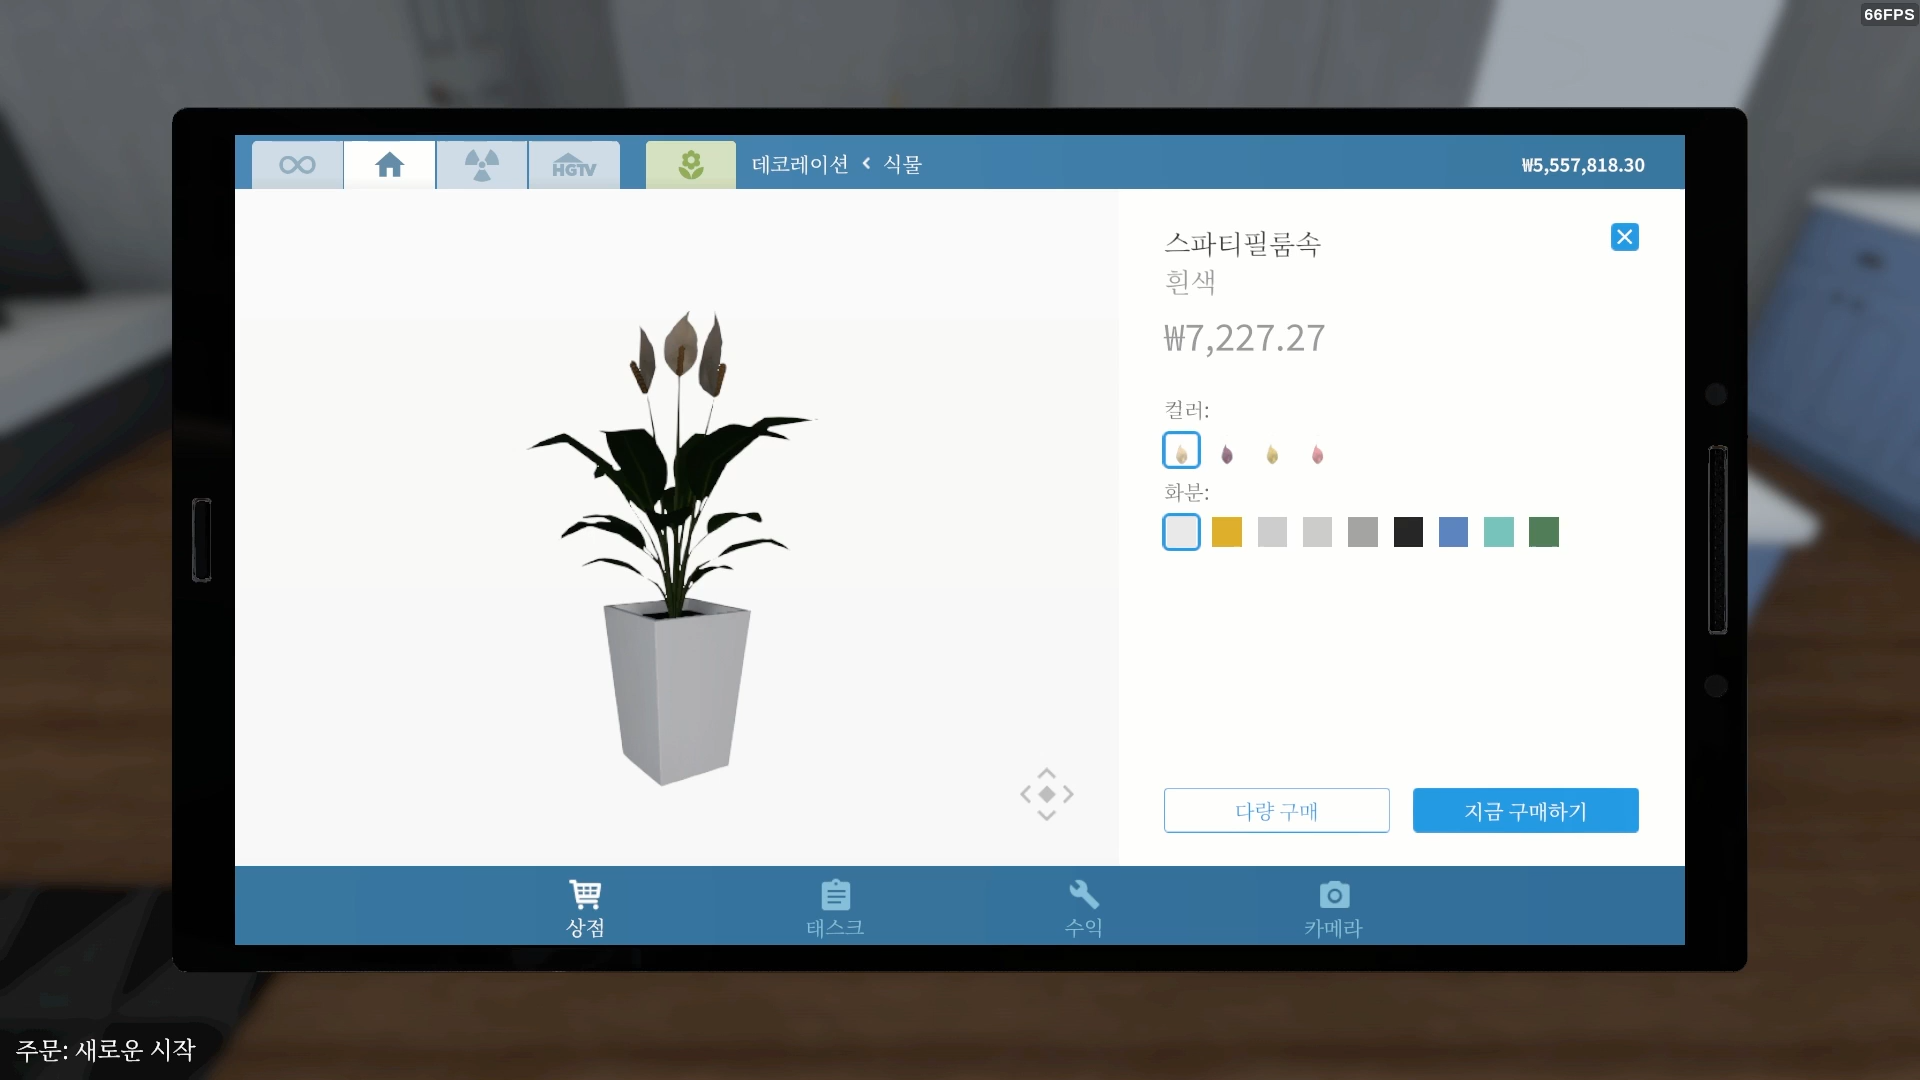 66FPS
HGTV
데코레이션 < 식물
₩5,557,818.30
스파티필룸속
흰색
₩7,227.27
컬러:
화분:
다량 구매
지금 구매하기
상점
태스크
수익
카메라
주문: 새로운 시작